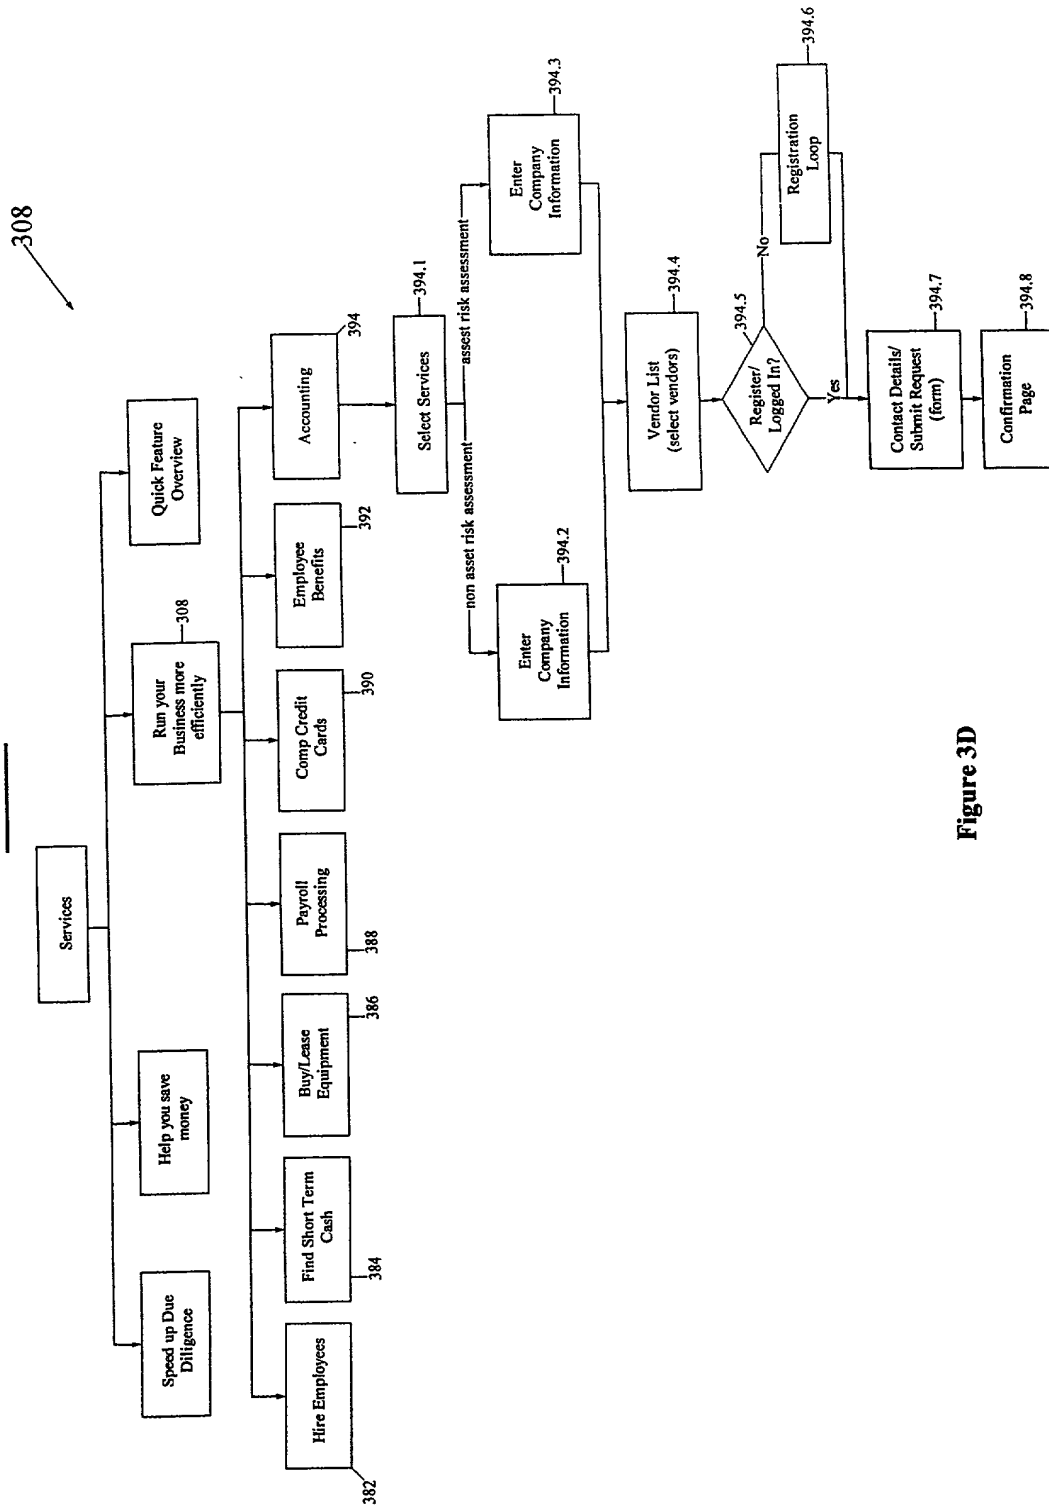 308
Services
Speed up Due
Diligence
Help you save
money
Run your
Business more
efficiently
308
Quick Feature
Overview
Hire Employees
382
Find Short Term
Cash
384
Buy/Lease
Equipment
386
Payroll
Processing
388
Comp Credit
Cards
390
Employee
Benefits
392
Accounting
394
Select Services
394.1
non asset risk assessment
assest risk assessment
Enter
Company
Information
394.2
Enter
Company
Information
394.3
Vendor List
(select vendors)
394.4
Register/
Logged In?
394.5
No
Yes
Registration
Loop
394.6
Contact Details/
Submit Request
(form)
394.7
Confirmation
Page
394.8
Figure 3D